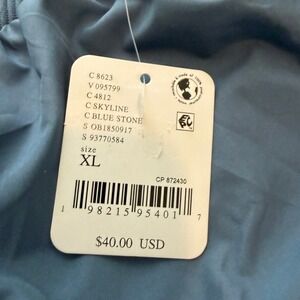 C 8623
V 095799
C 4812
C SKYLINE
C BLUE STONE
S OB1850917
S 93770584
size
XL
CP 872430
1 98215 95401 7
$40.00 USD